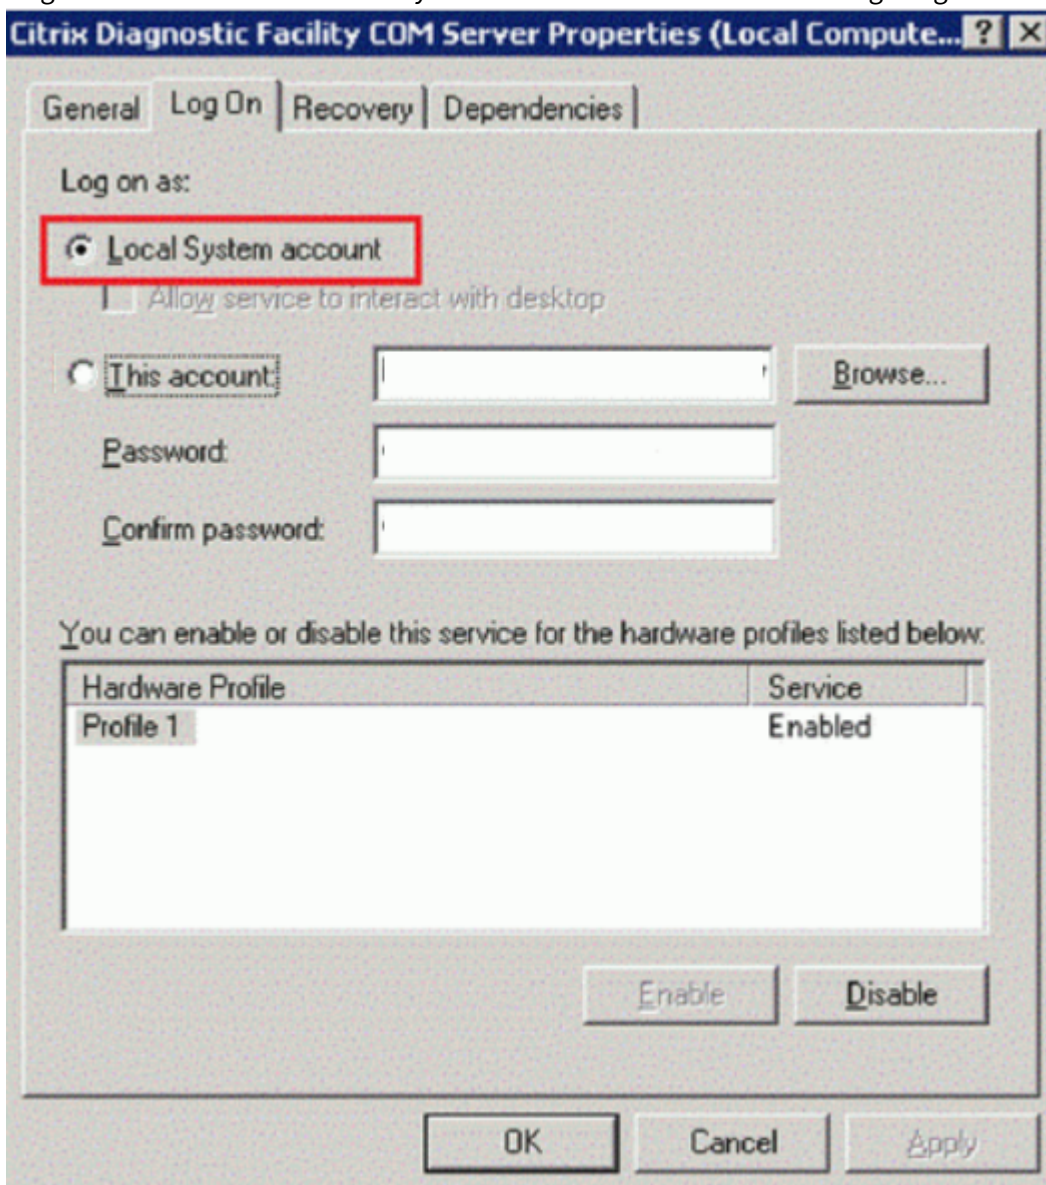 Citrix Diagnostic Facility COM Server Properties (Local Compute...
General Log On Recovery Dependencies
Log on as:
Local System account
Allow service to interact with desktop
This account: Browse...
Password:
Confirm password:
You can enable or disable this service for the hardware profiles listed below:
Hardware Profile Service
Profile 1 Enabled
Enable Disable
OK Cancel Apply